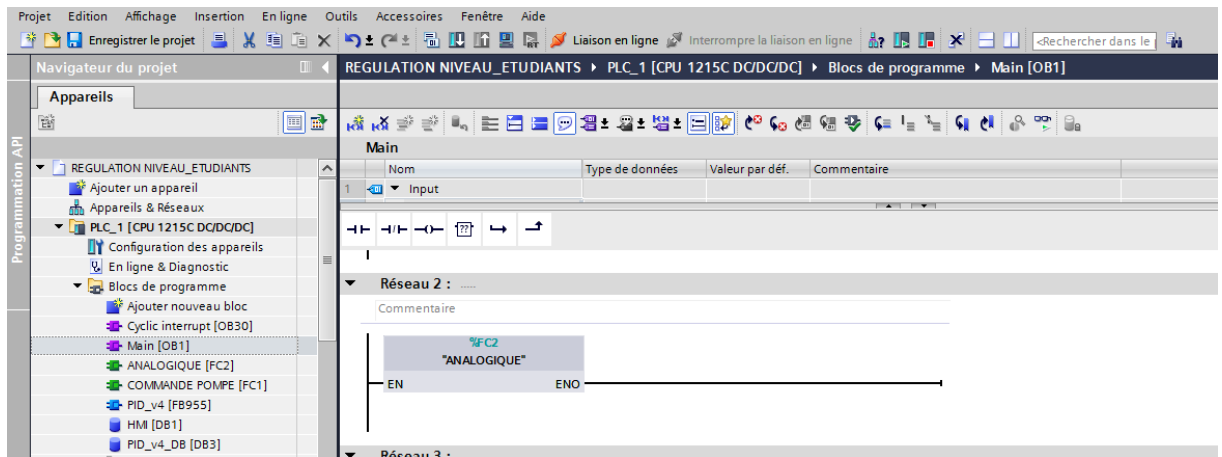 Projet Edition Affichage Insertion En ligne Outils Accessoires Fenêtre Aide
Enregistrer le projet Liaison en ligne Interrompre la liaison en ligne <Rechercher dans le
Navigateur du projet
REGULATION NIVEAU_ETUDIANTS PLC_1 [CPU 1215C DC/DC/DC] Blocs de programme Main [OB1]
Appareils
Programmation API
REGULATION NIVEAU_ETUDIANTS
Ajouter un appareil
Appareils & Réseaux
PLC_1 [CPU 1215C DC/DC/DC]
Configuration des appareils
En ligne & Diagnostic
Blocs de programme
Ajouter nouveau bloc
Cyclic interrupt [OB30]
Main [OB1]
ANALOGIQUE [FC2]
COMMANDE POMPE [FC1]
PID_v4 [FB955]
HMI [DB1]
PID_v4_DB [DB3]
Main
Nom Type de données Valeur par déf. Commentaire
1 Input
??
Réseau 2 : .....
Commentaire
%FC2
"ANALOGIQUE"
EN ENO
Réseau 3 :